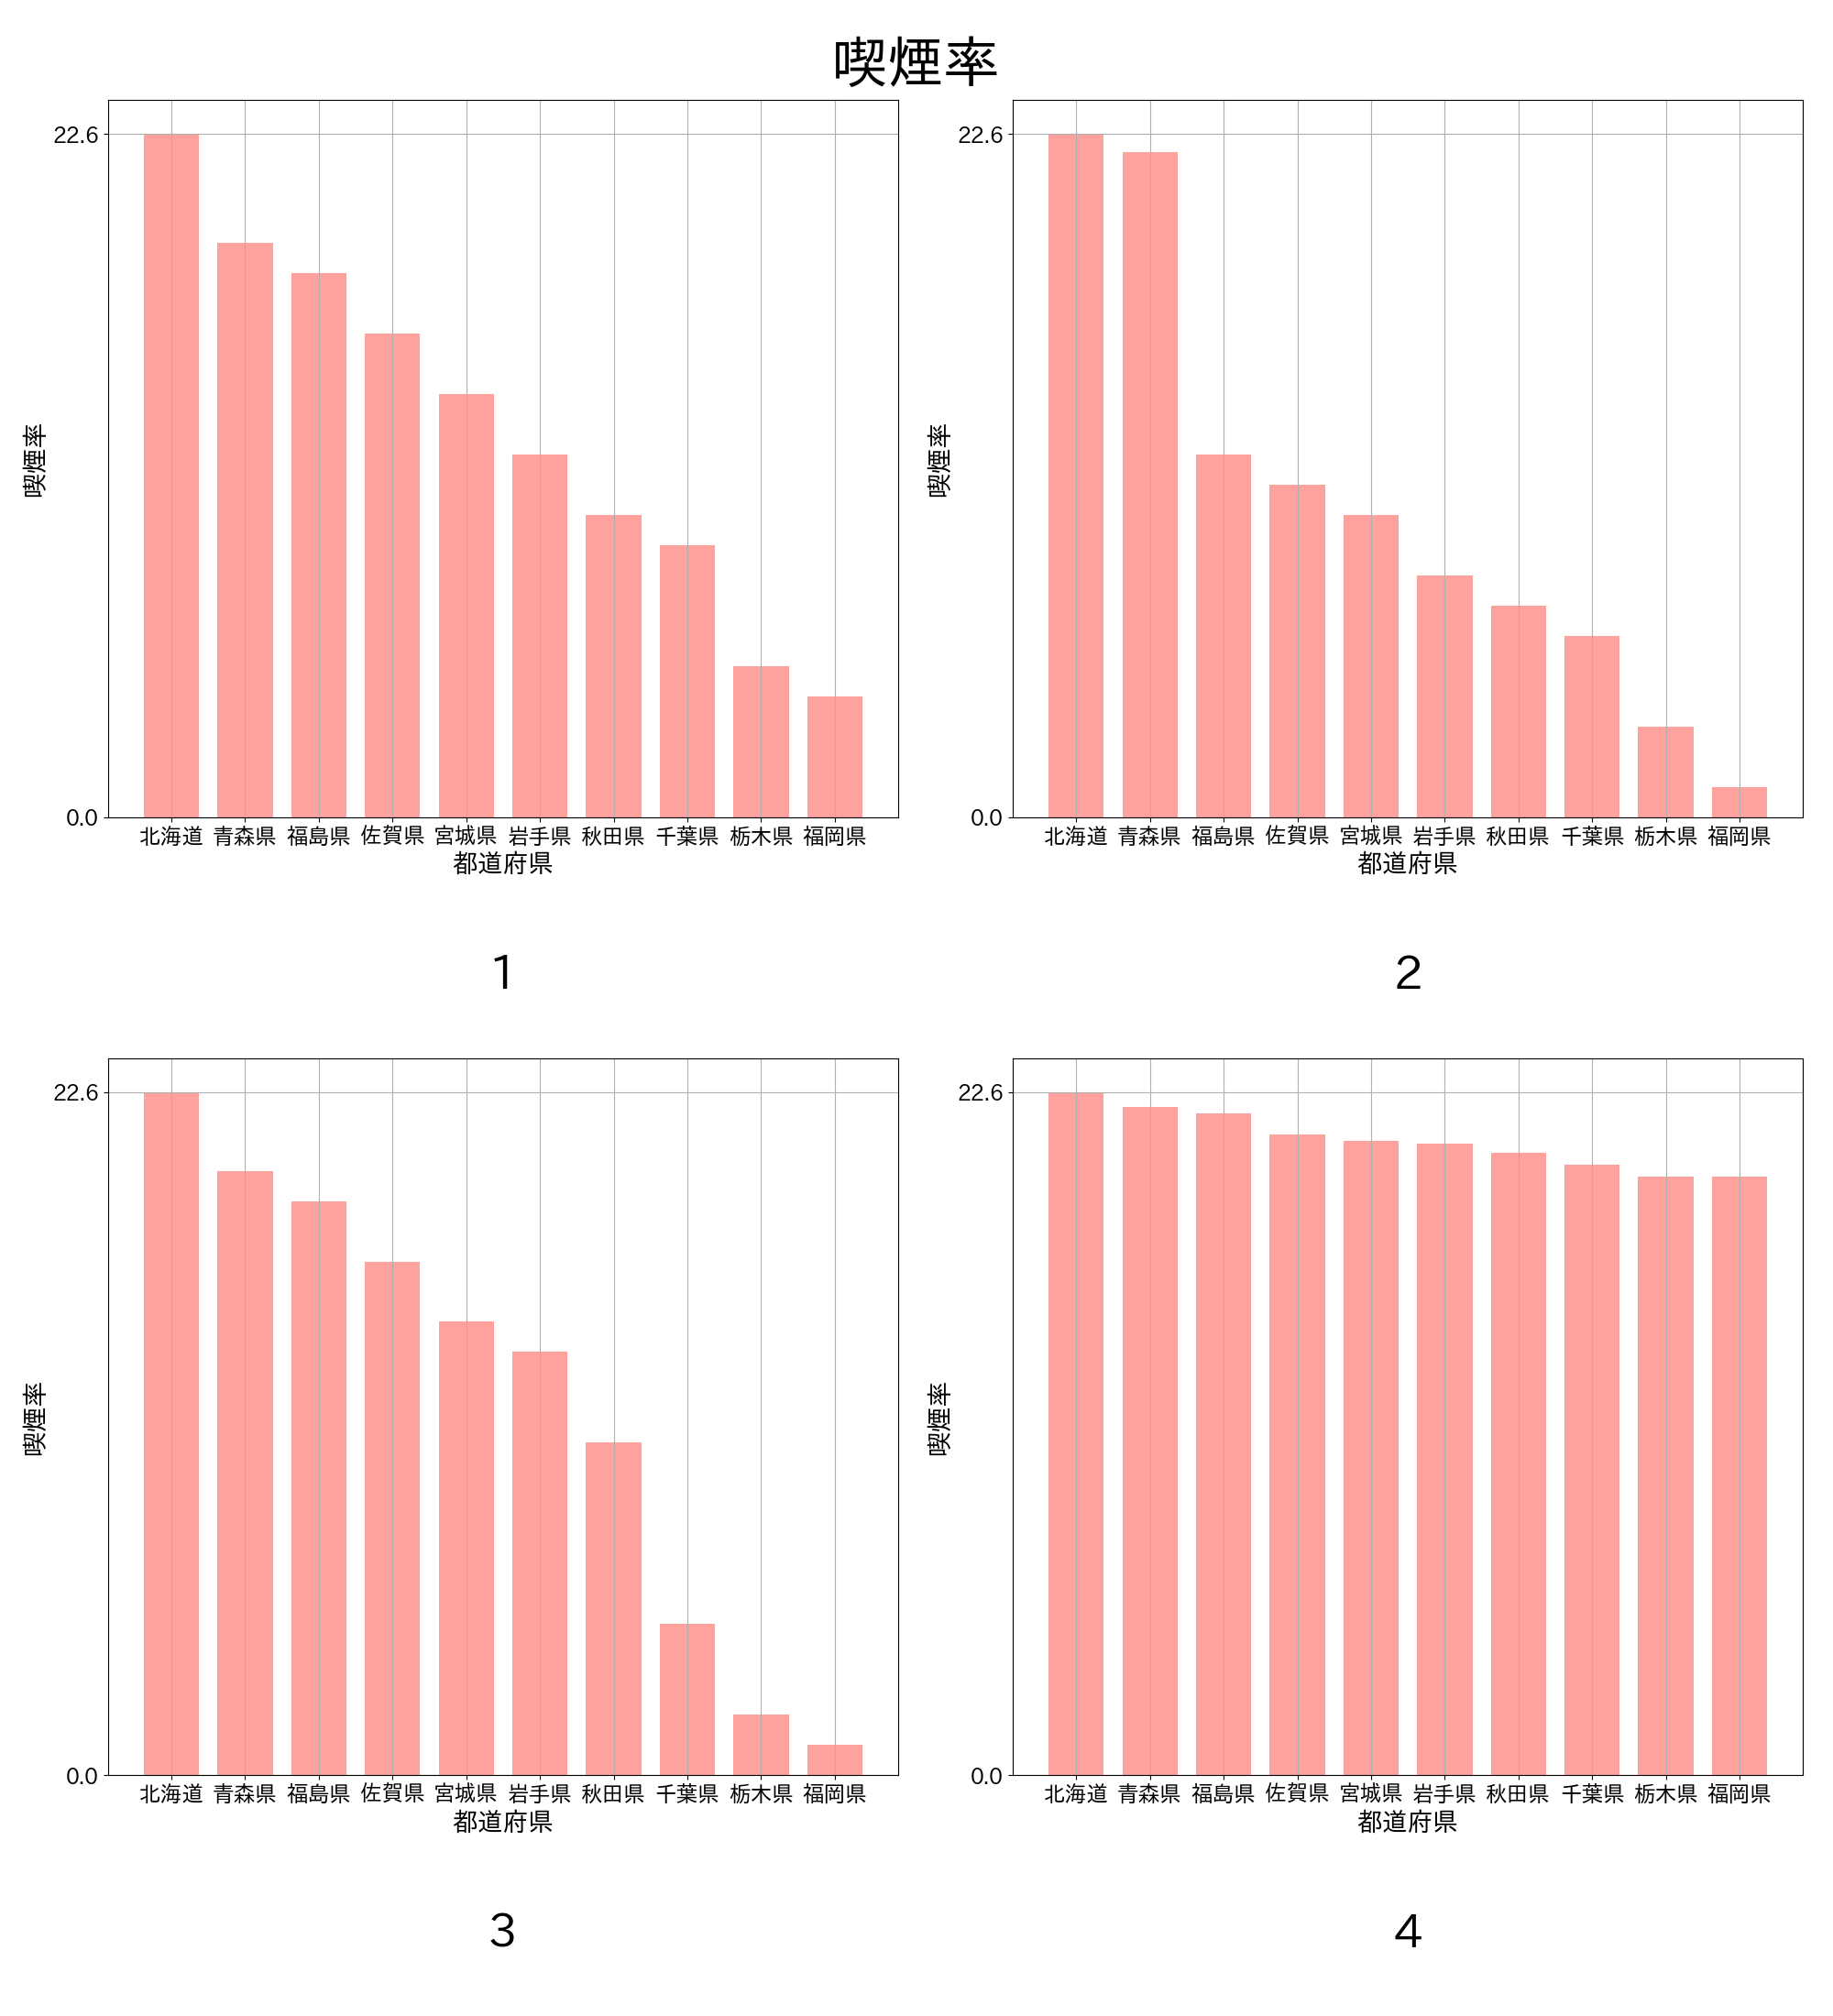 喫煙率
22.6
喫煙率
0.0
北海道 青森県 福島県 佐賀県 宮城県 岩手県 秋田県 千葉県 栃木県 福岡県
都道府県
1
22.6
喫煙率
0.0
北海道 青森県 福島県 佐賀県 宮城県 岩手県 秋田県 千葉県 栃木県 福岡県
都道府県
2
22.6
喫煙率
0.0
北海道 青森県 福島県 佐賀県 宮城県 岩手県 秋田県 千葉県 栃木県 福岡県
都道府県
3
22.6
喫煙率
0.0
北海道 青森県 福島県 佐賀県 宮城県 岩手県 秋田県 千葉県 栃木県 福岡県
都道府県
4